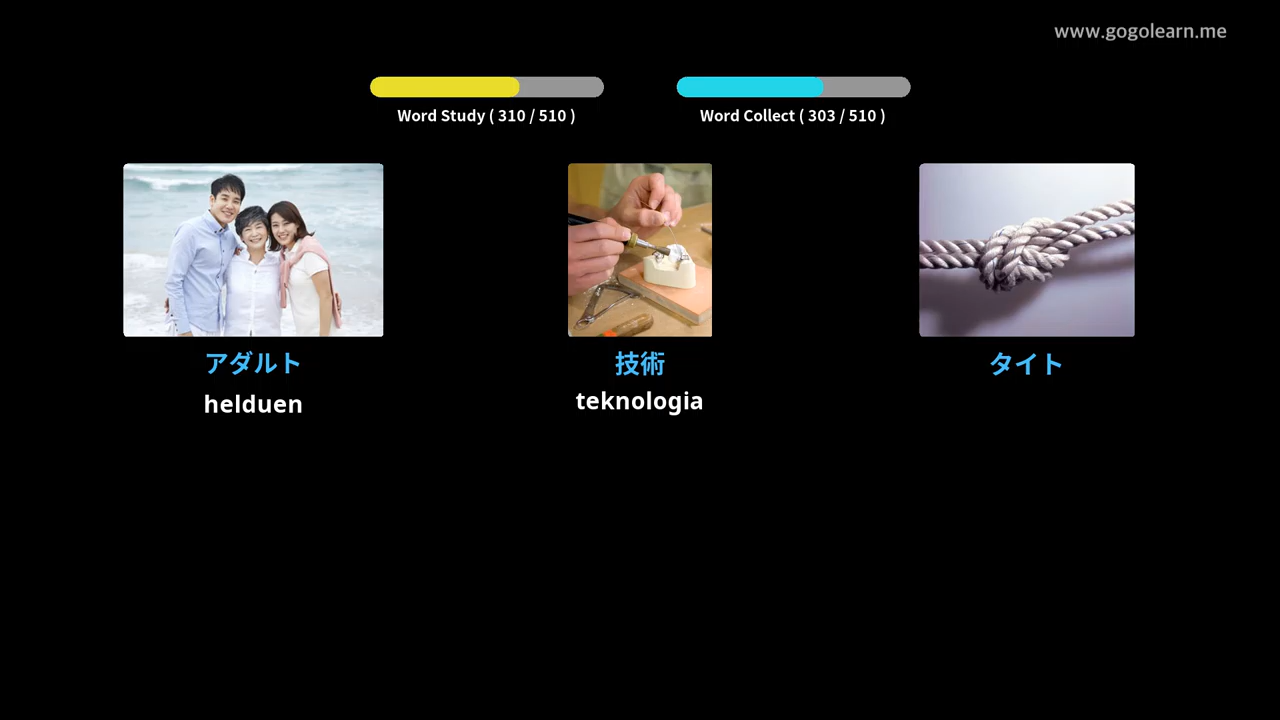 www.gogolearn.me
Word Study ( 310 / 510 )
Word Collect ( 303 / 510 )
アダルト
技術
タイト
helduen
teknologia